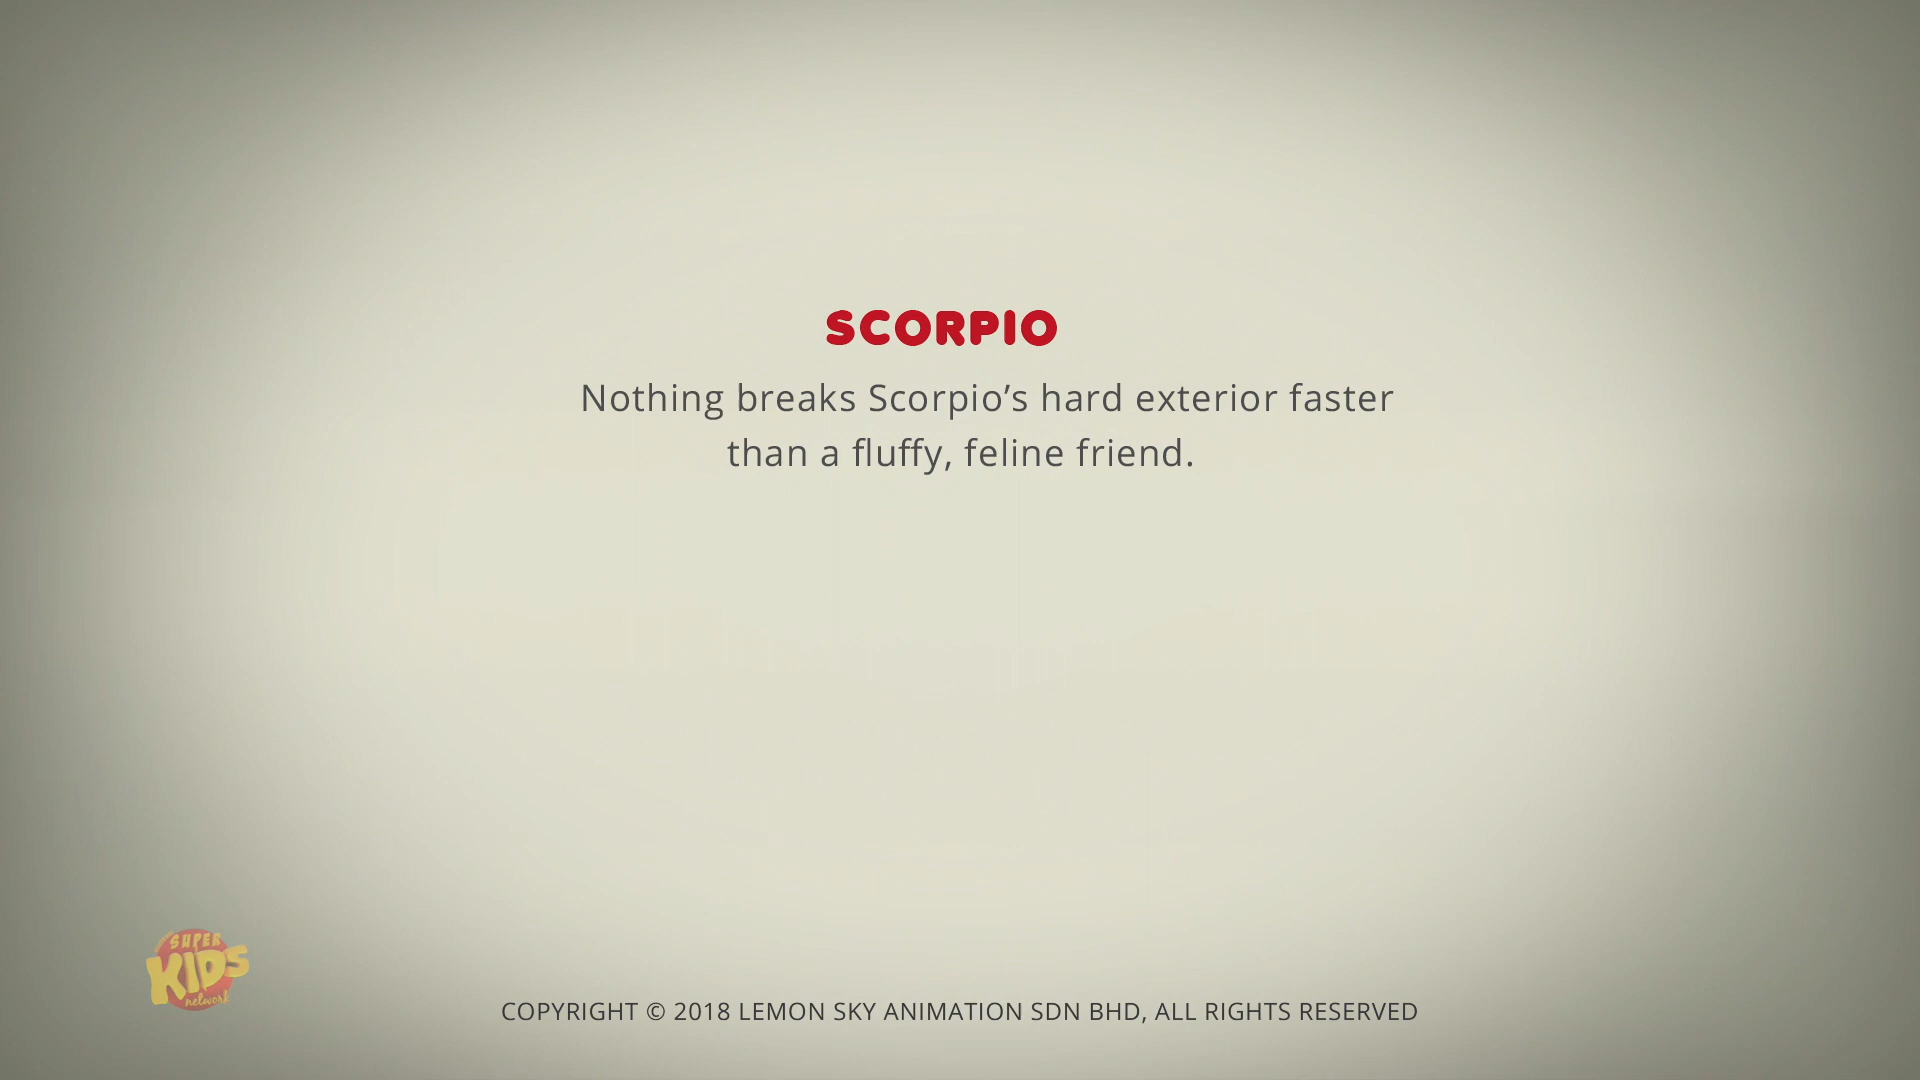 SCORPIO
Nothing breaks Scorpio’s hard exterior faster
than a fluffy, feline friend.
SUPER
KIDS
network
COPYRIGHT © 2018 LEMON SKY ANIMATION SDN BHD, ALL RIGHTS RESERVED